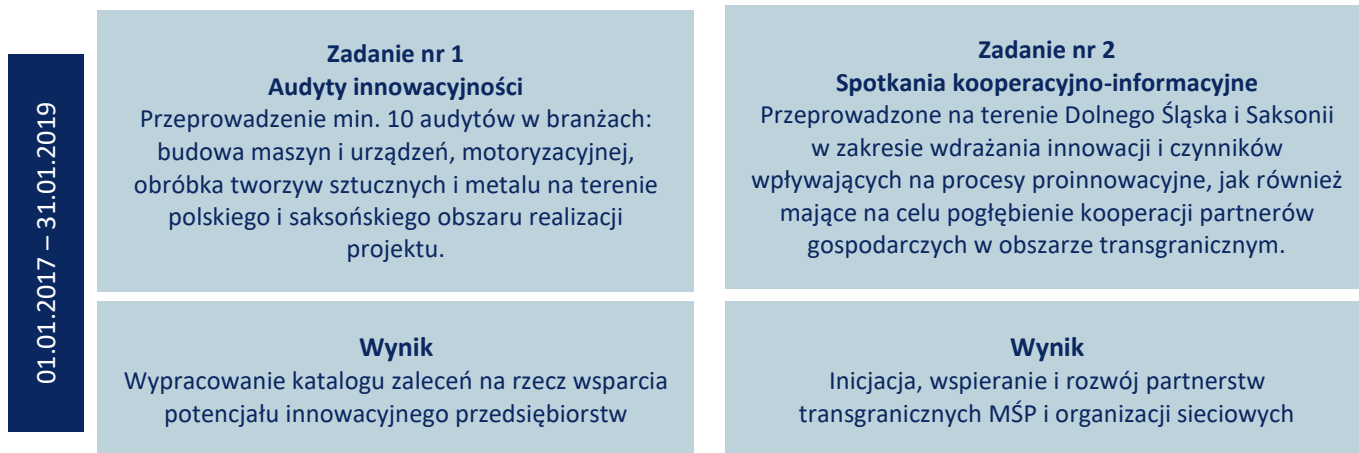 01.01.2017 – 31.01.2019
Zadanie nr 1
Audyty innowacyjności
Przeprowadzenie min. 10 audytów w branżach:
budowa maszyn i urządzeń, motoryzacyjnej,
obróbka tworzyw sztucznych i metalu na terenie
polskiego i saksońskiego obszaru realizacji
projektu.
Zadanie nr 2
Spotkania kooperacyjno-informacyjne
Przeprowadzone na terenie Dolnego Śląska i Saksonii
w zakresie wdrażania innowacji i czynników
wpływających na procesy proinnowacyjne, jak również
mające na celu pogłębienie kooperacji partnerów
gospodarczych w obszarze transgranicznym.
Wynik
Wypracowanie katalogu zaleceń na rzecz wsparcia
potencjału innowacyjnego przedsiębiorstw
Wynik
Inicjacja, wspieranie i rozwój partnerstw
transgranicznych MŚP i organizacji sieciowych